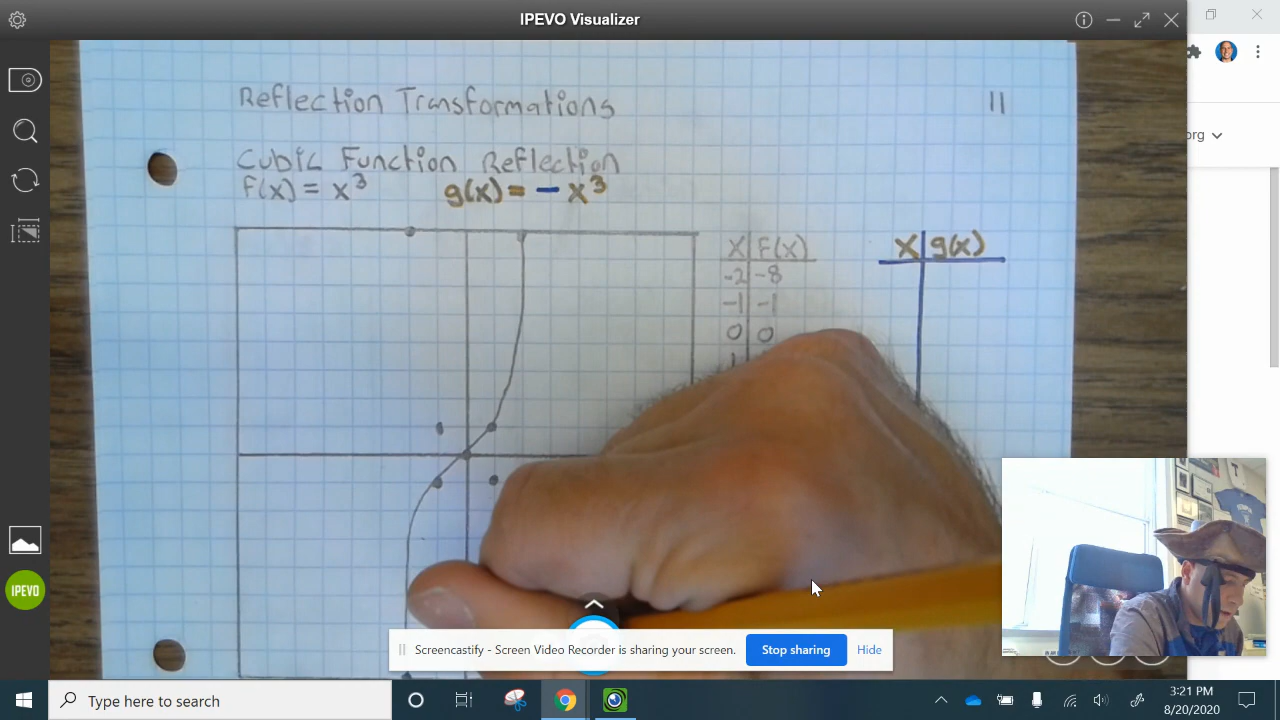 IPEVO Visualizer
Reflection Transformations
11
Cubic Function Reflection
f(x) = x³ g(x) = - x³
org
X F(X)
-2 -8
-1 -1
0 0
1
X g(x)
IPEVO
Screencastify - Screen Video Recorder is sharing your screen.
Stop sharing
Hide
Type here to search
3:21 PM
8/20/2020